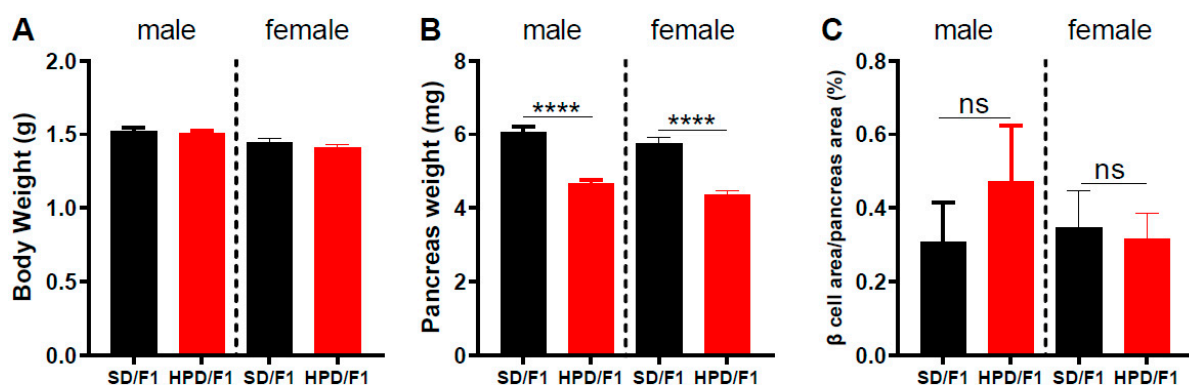 A
male
female
Body Weight (g)
2.0
1.5
1.0
0.5
0.0
SD/F1 HPD/F1 SD/F1 HPD/F1
B
male
female
Pancreas weight (mg)
8
6
4
2
0
****
****
SD/F1 HPD/F1 SD/F1 HPD/F1
C
male
female
β cell area/pancreas area (%)
0.8
0.6
0.4
0.2
0.0
ns
ns
SD/F1 HPD/F1 SD/F1 HPD/F1